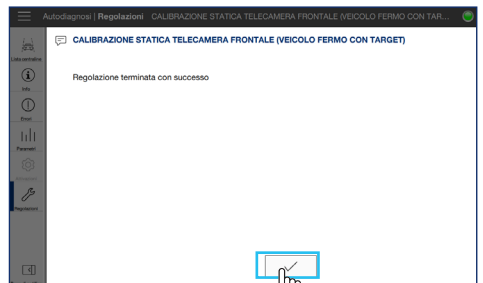 Autodiagnosi | Regolazioni CALIBRAZIONE STATICA TELECAMERA FRONTALE (VEICOLO FERMO CON TAR...
CALIBRAZIONE STATICA TELECAMERA FRONTALE (VEICOLO FERMO CON TARGET)
Lista centraline
Regolazione terminata con successo
Info
Errori
Parametri
Attivazioni
Regolazioni